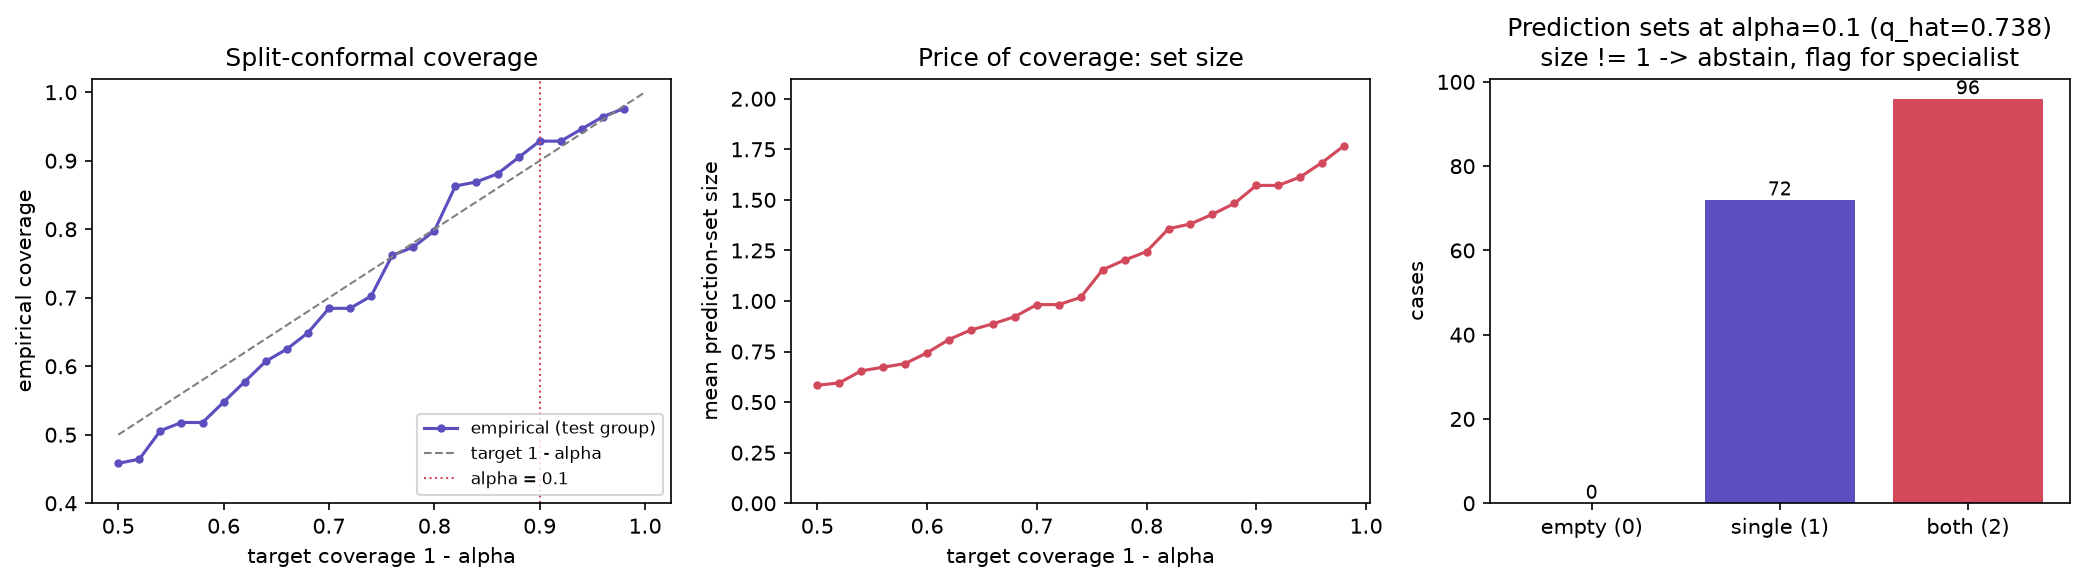 Split-conformal coverage
empirical coverage
1.0
0.9
0.8
0.7
0.6
0.5
0.4
empirical (test group)
target 1 - alpha
alpha = 0.1
0.5 0.6 0.7 0.8 0.9 1.0
target coverage 1 - alpha
Price of coverage: set size
mean prediction-set size
2.00
1.75
1.50
1.25
1.00
0.75
0.50
0.25
0.00
0.5 0.6 0.7 0.8 0.9 1.0
target coverage 1 - alpha
Prediction sets at alpha=0.1 (q_hat=0.738)
size != 1 -> abstain, flag for specialist
cases
100
80
60
40
20
0
0
72
96
empty (0) single (1) both (2)